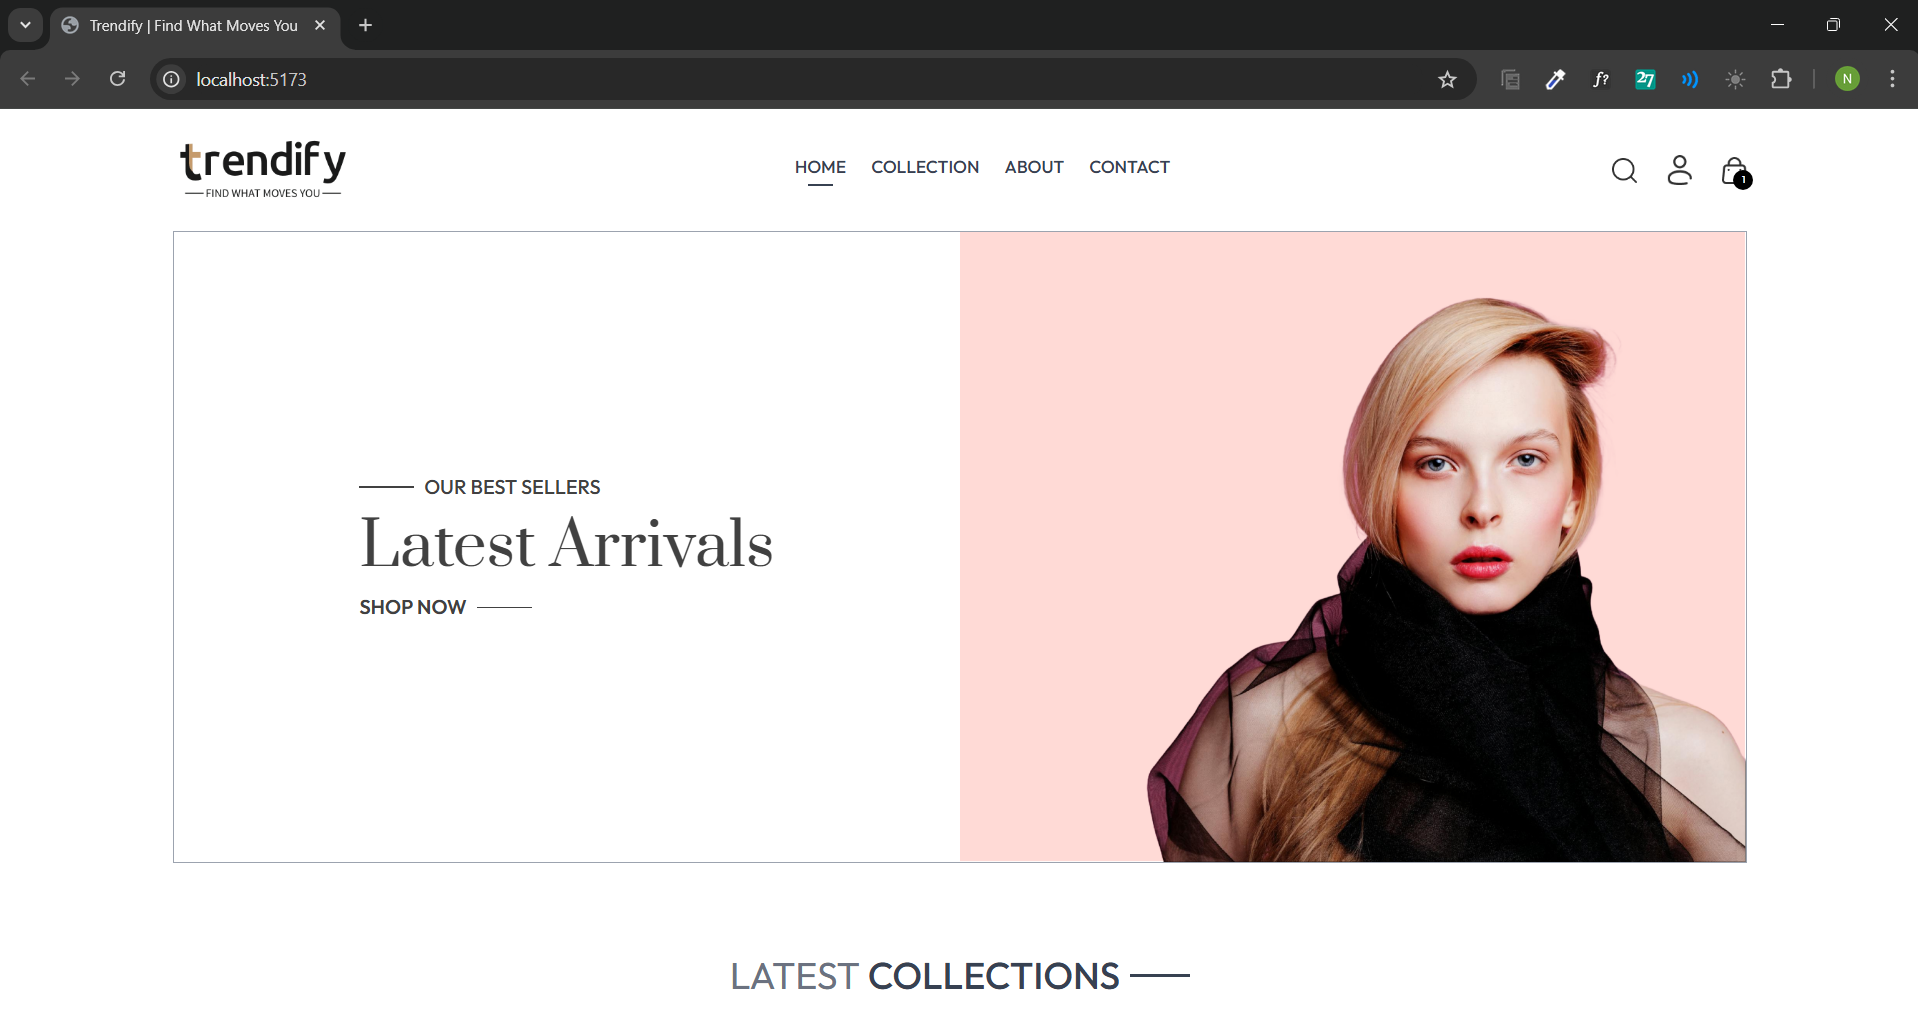 Trendify | Find What Moves You
localhost:5173
f?
27
N
trendify
FIND WHAT MOVES YOU
HOME COLLECTION ABOUT CONTACT
1
OUR BEST SELLERS
Latest Arrivals
SHOP NOW
LATEST COLLECTIONS